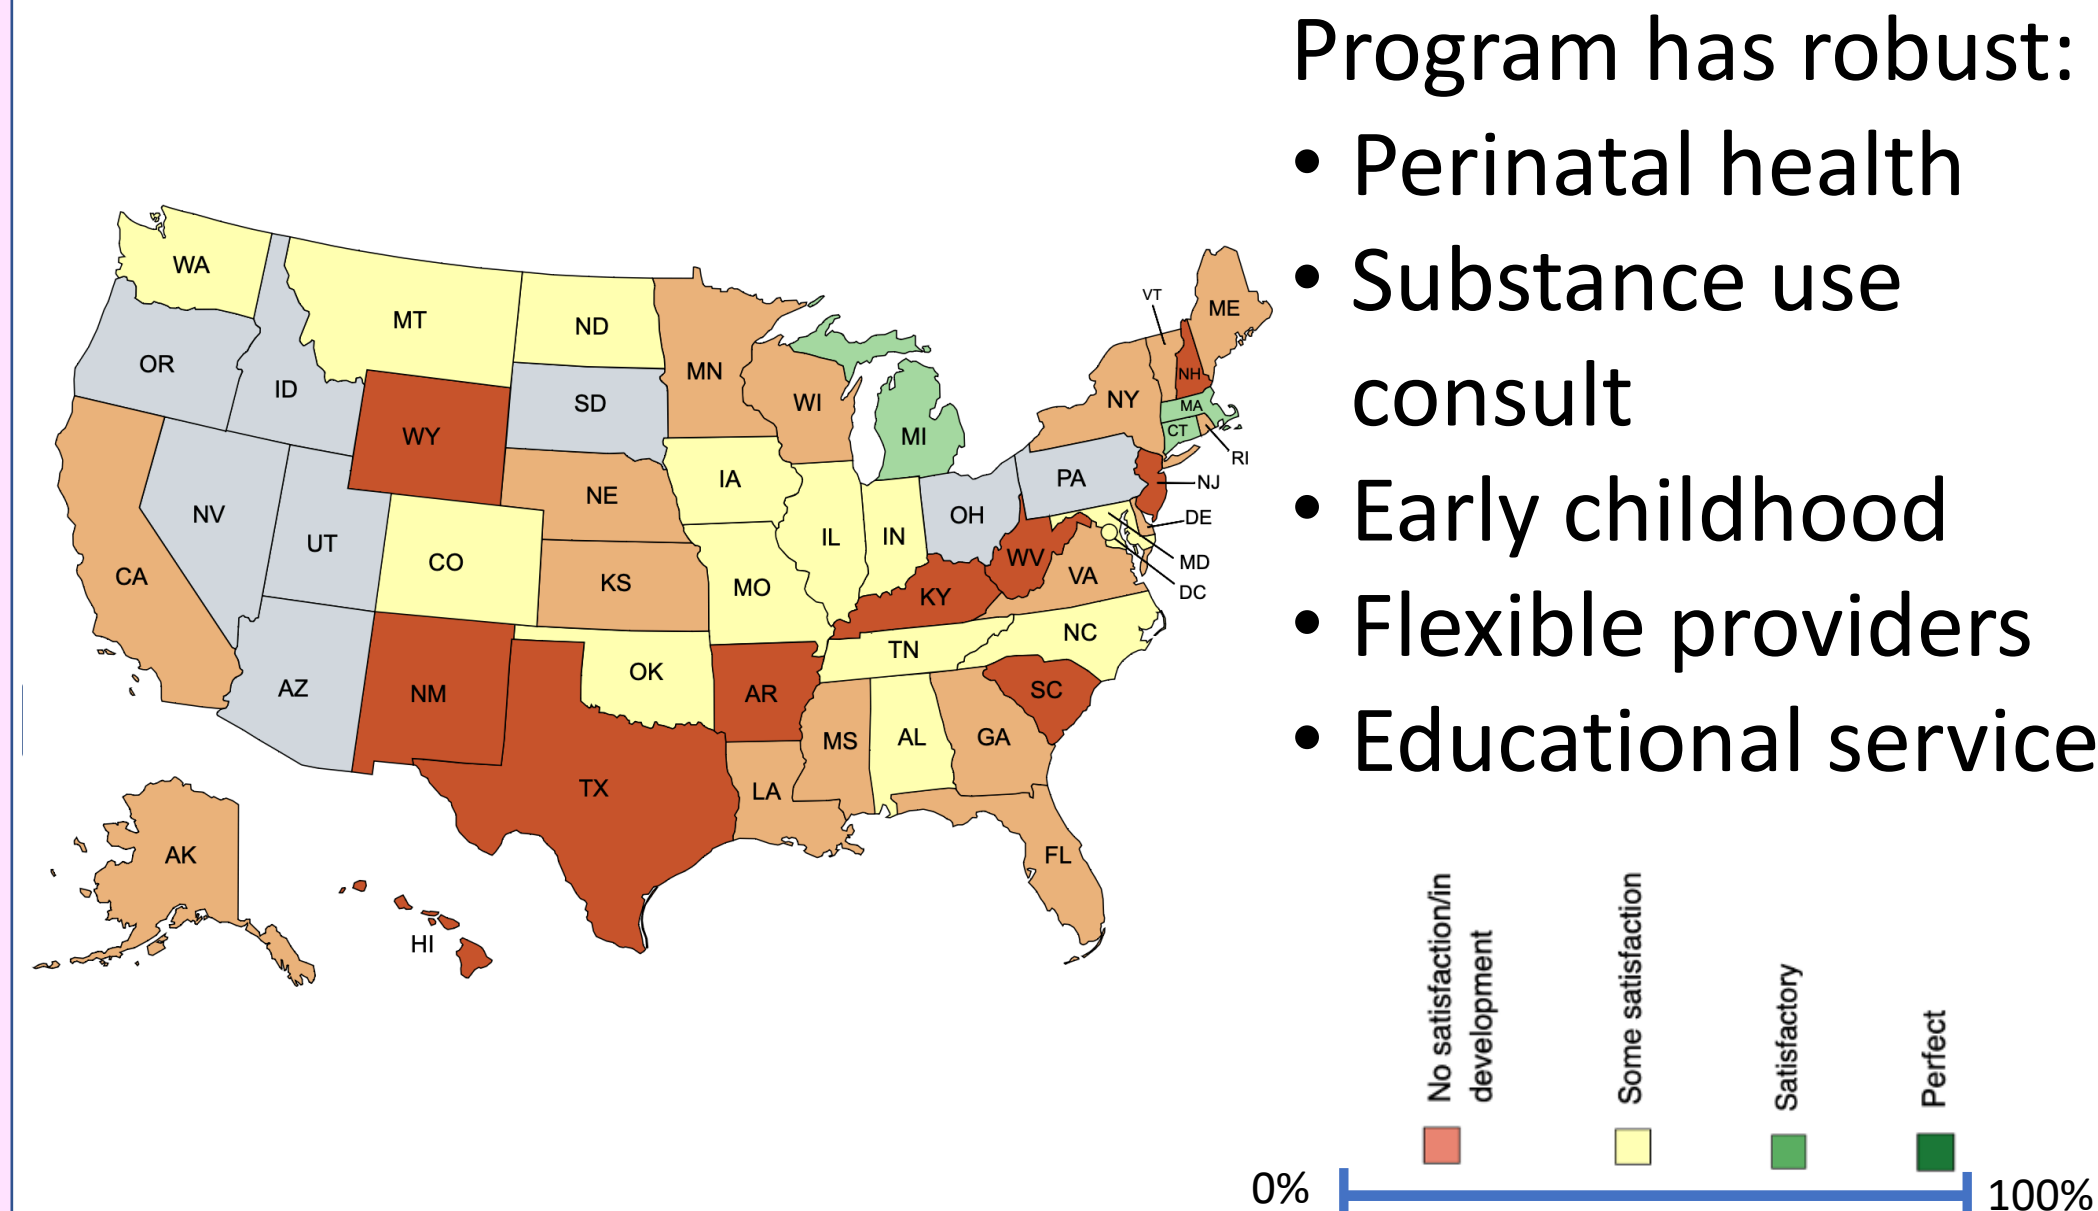 Program has robust:
• Perinatal health
• Substance use
consult
• Early childhood
• Flexible providers
• Educational service
WA
MT
ND
MN
OR
ID
SD
WI
MI
VT
ME
NH
NY
MA
CT
RI
WY
IA
NE
PA
NJ
NV
UT
CO
IL
IN
OH
DE
MD
DC
CA
KS
MO
KY
WV
VA
NC
TN
OK
AZ
NM
AR
SC
MS
AL
GA
TX
LA
AK
FL
HI
No satisfaction/in
development
Some satisfaction
Satisfactory
Perfect
0%
100%